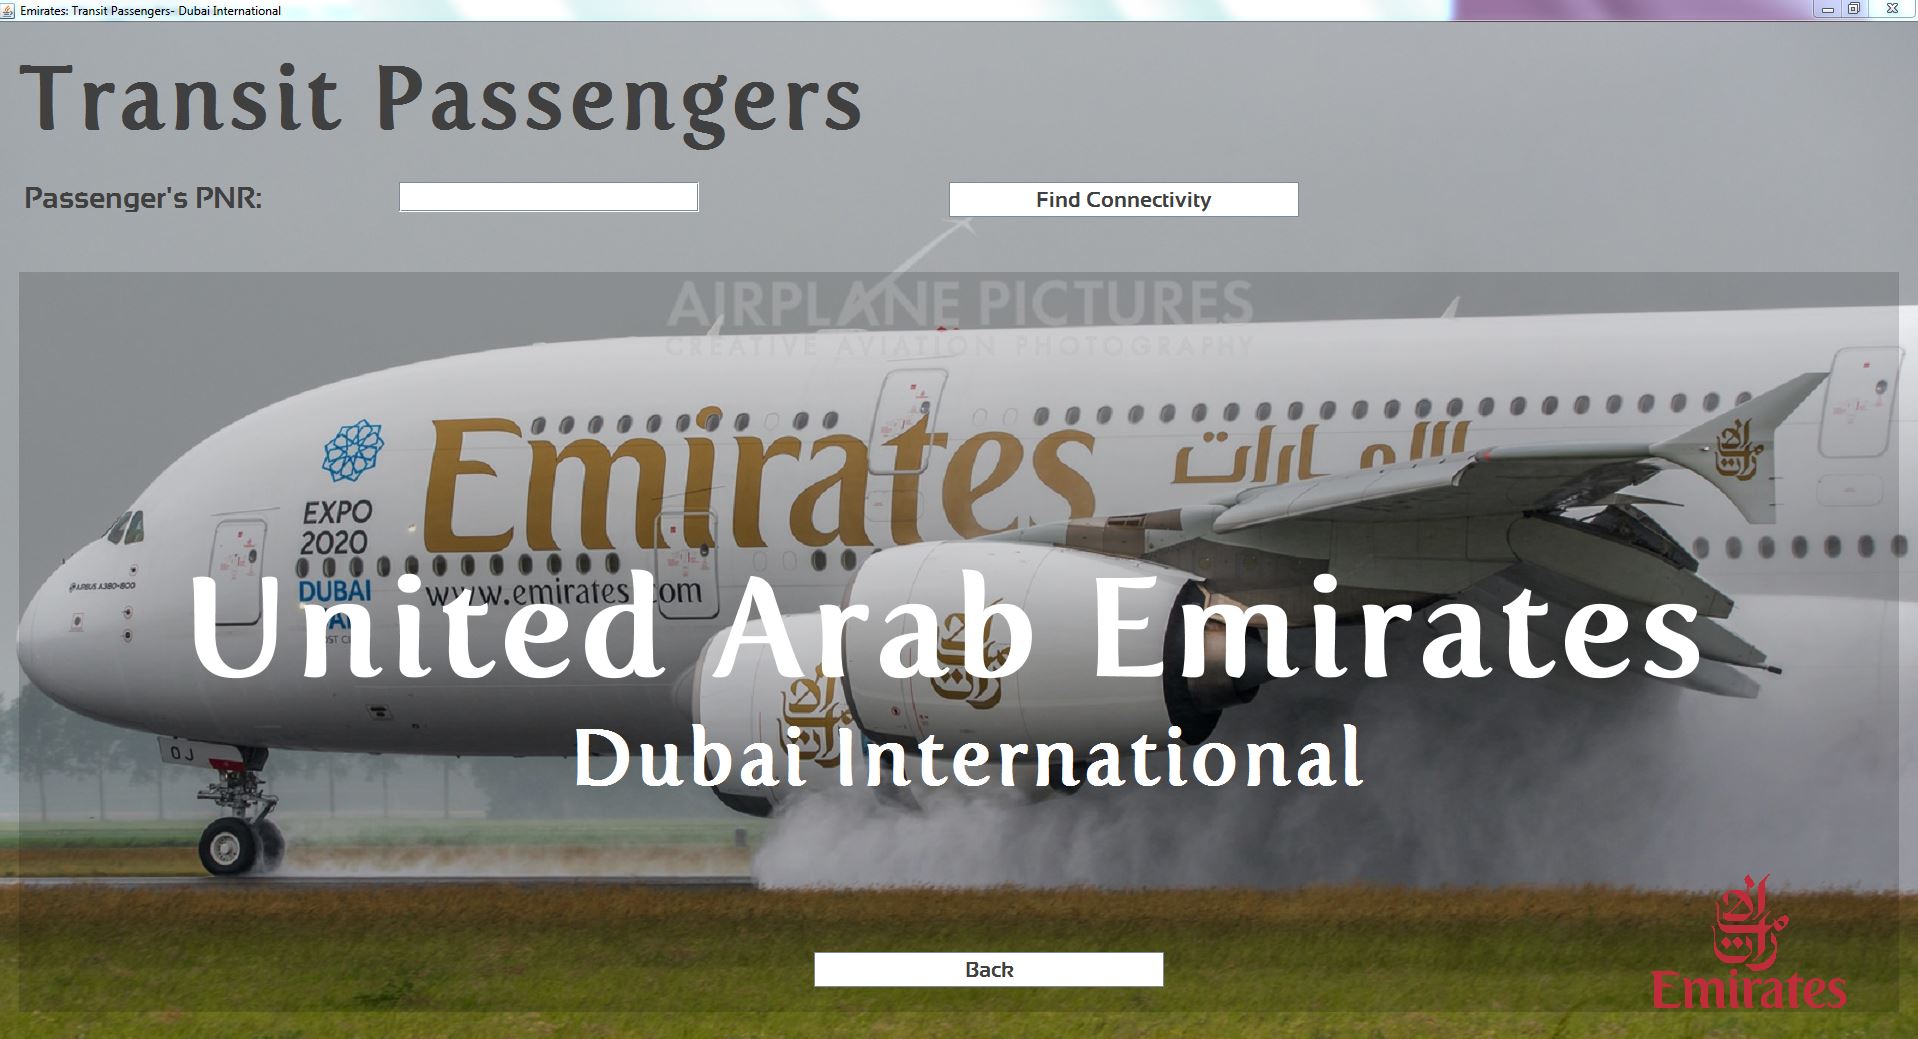 Emirates: Transit Passengers- Dubai International
Transit Passengers
Passenger's PNR:
Find Connectivity
AIRPLANE PICTURES
CREATIVE AVIATION PHOTOGRAPHY
Emirates الإمارات
EXPO
2020
DUBAI
www.emirates.com
AIRBUS A380-800
United Arab Emirates
Dubai International
OJ
Back
Emirates